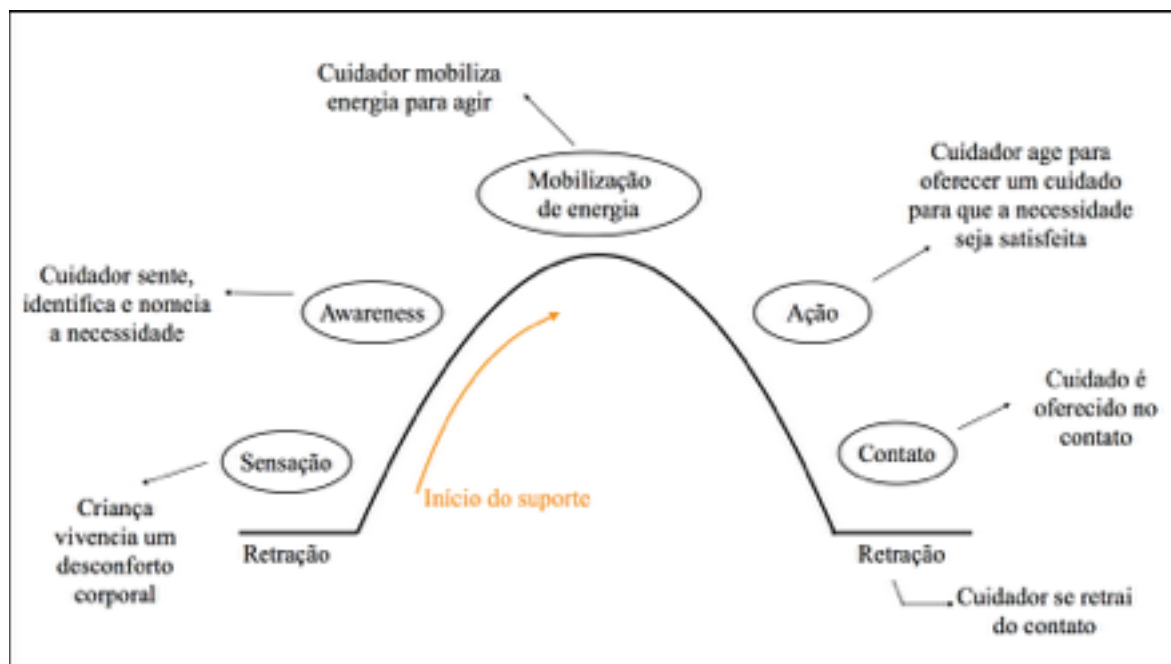 Cuidador mobiliza
energia para agir
Mobilização
de energia
Cuidador age para
oferecer um cuidado
para que a necessidade
seja satisfeita
Cuidador sente,
identifica e nomeia
a necessidade
Awareness
Ação
Cuidado é
oferecido no
contato
Sensação
Contato
Início do suporte
Criança
vivencia um
desconforto
corporal
Retração
Retração
Cuidador se retrai
do contato